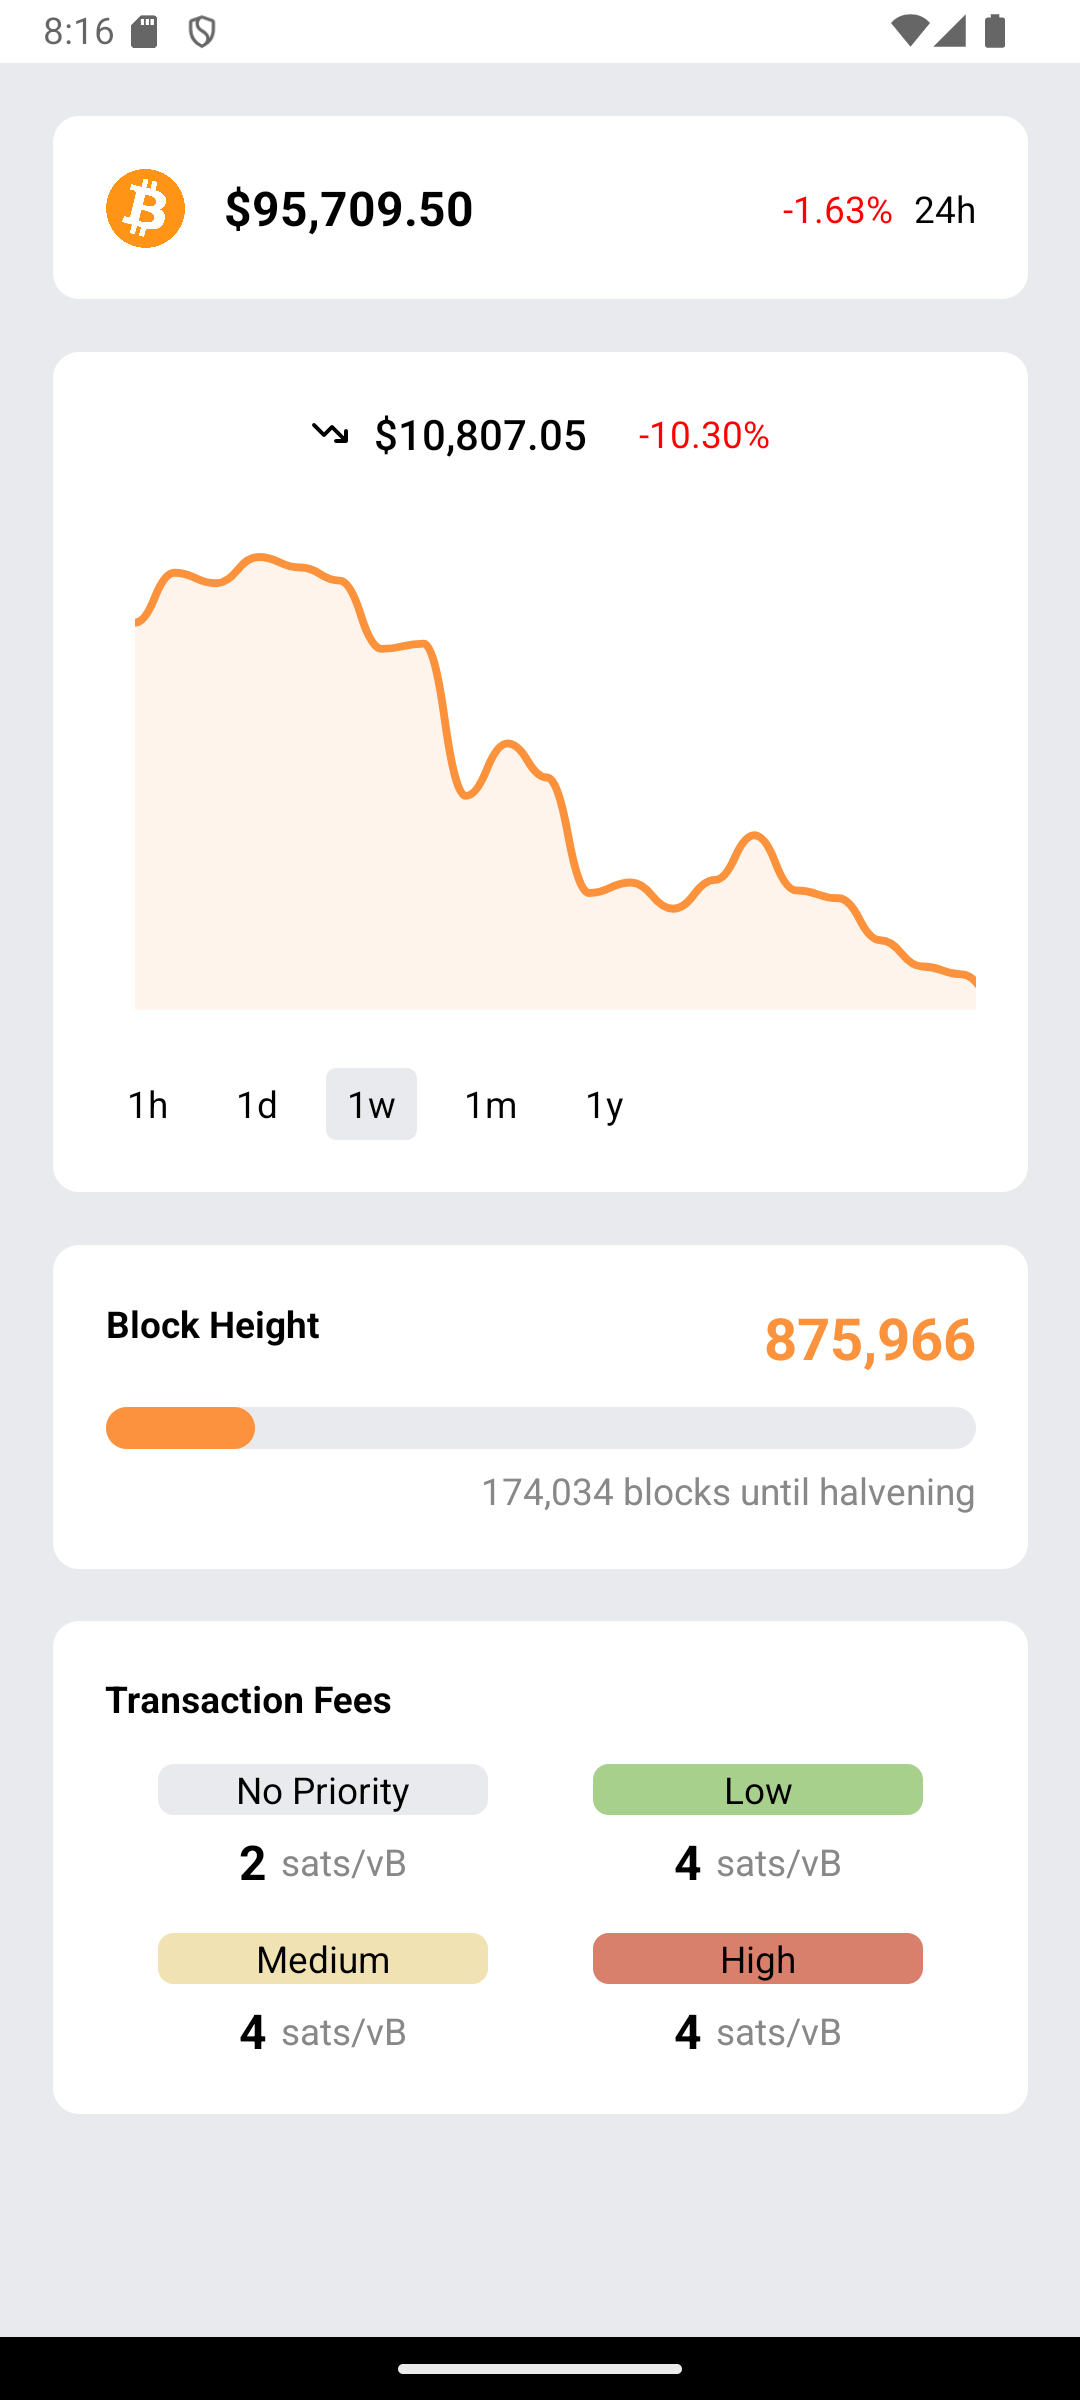 8:16
$95,709.50 -1.63% 24h
$10,807.05 -10.30%
1h 1d 1w 1m 1y
Block Height 875,966
174,034 blocks until halvening
Transaction Fees
No Priority Low
2 sats/vB 4 sats/vB
Medium High
4 sats/vB 4 sats/vB